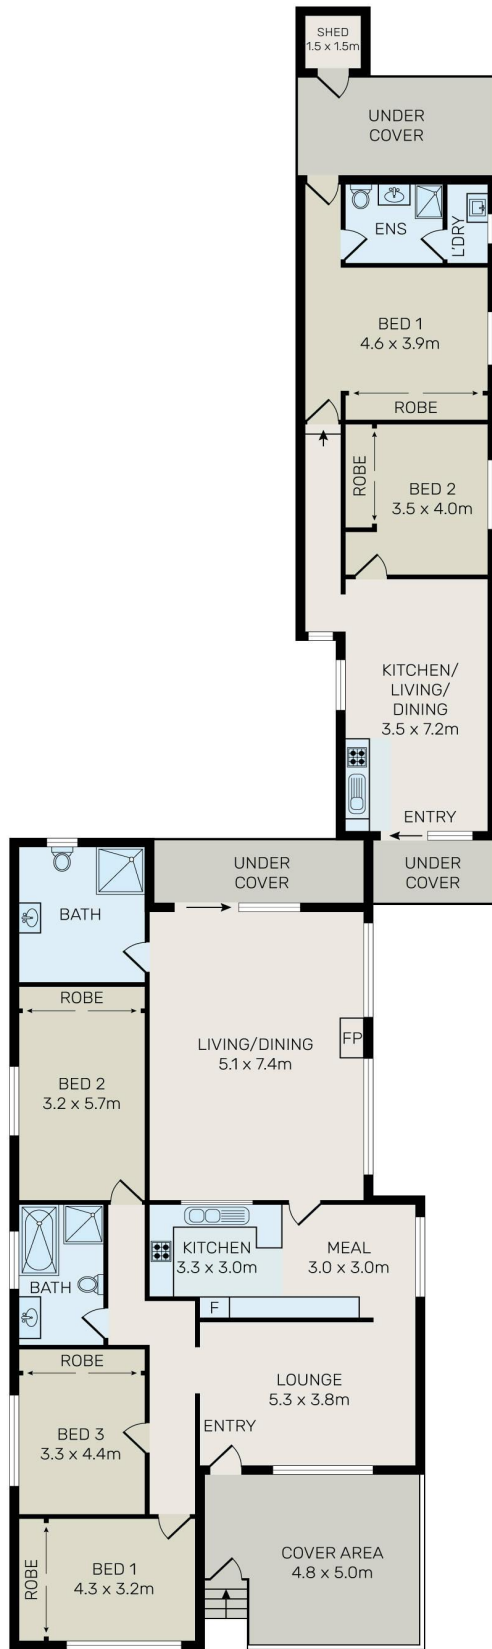 SHED
1.5 x 1.5m
UNDER
COVER
ENS
L'DRY
BED 1
4.6 x 3.9m
ROBE
ROBE
BED 2
3.5 x 4.0m
KITCHEN/
LIVING/
DINING
3.5 x 7.2m
ENTRY
UNDER
COVER
UNDER
COVER
BATH
ROBE
LIVING/DINING
5.1 x 7.4m
FP
BED 2
3.2 x 5.7m
KITCHEN
3.3 x 3.0m
MEAL
3.0 x 3.0m
BATH
F
ROBE
LOUNGE
5.3 x 3.8m
BED 3
3.3 x 4.4m
ENTRY
COVER AREA
4.8 x 5.0m
ROBE
BED 1
4.3 x 3.2m